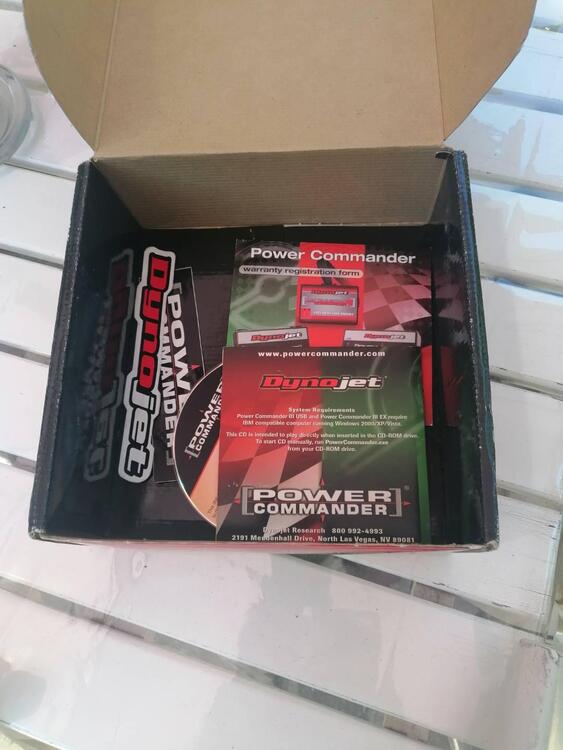 Power Commander
warranty registration form
Dynojet
Dynojet
www.powercommander.com
Dynojet
System Requirements
Power Commander III USB and Power Commander III EX require
IBM compatible computer running Windows 2000/XP/Vista.
This CD is intended to play directly when inserted in the CD-ROM drive.
To start CD manually, run PowerCommander.exe
from your CD-ROM drive.
POWER
COMMANDER
Dynojet Research 800 992-4993
2191 Mendenhall Drive, North Las Vegas, NV 89081
Dynojet
POWER
COMMANDER
POWER
COMMANDER